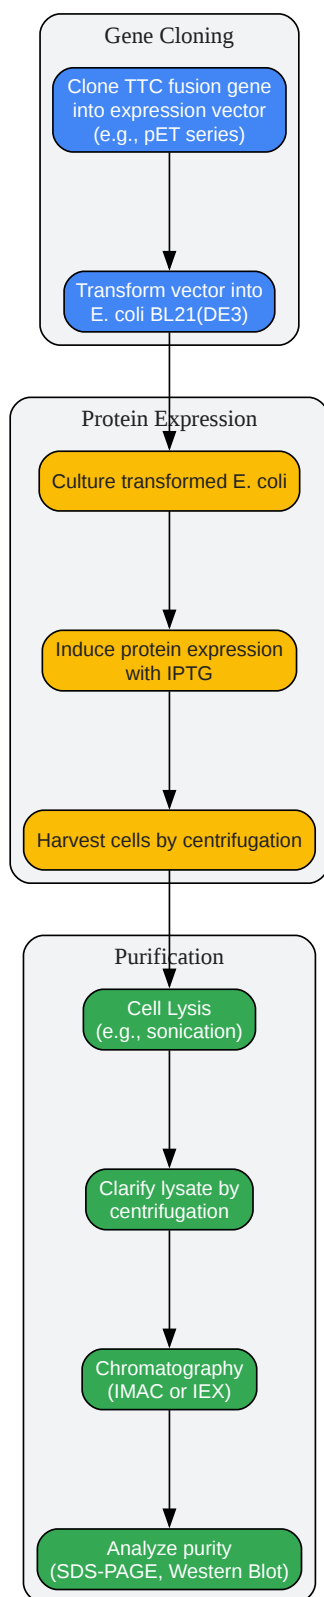 Gene Cloning
Clone TTC fusion gene
into expression vector
(e.g., pET series)
Transform vector into
E. coli BL21(DE3)
Protein Expression
Culture transformed E. coli
Induce protein expression
with IPTG
Harvest cells by centrifugation
Purification
Cell Lysis
(e.g., sonication)
Clarify lysate by
centrifugation
Chromatography
(IMAC or IEX)
Analyze purity
(SDS-PAGE, Western Blot)